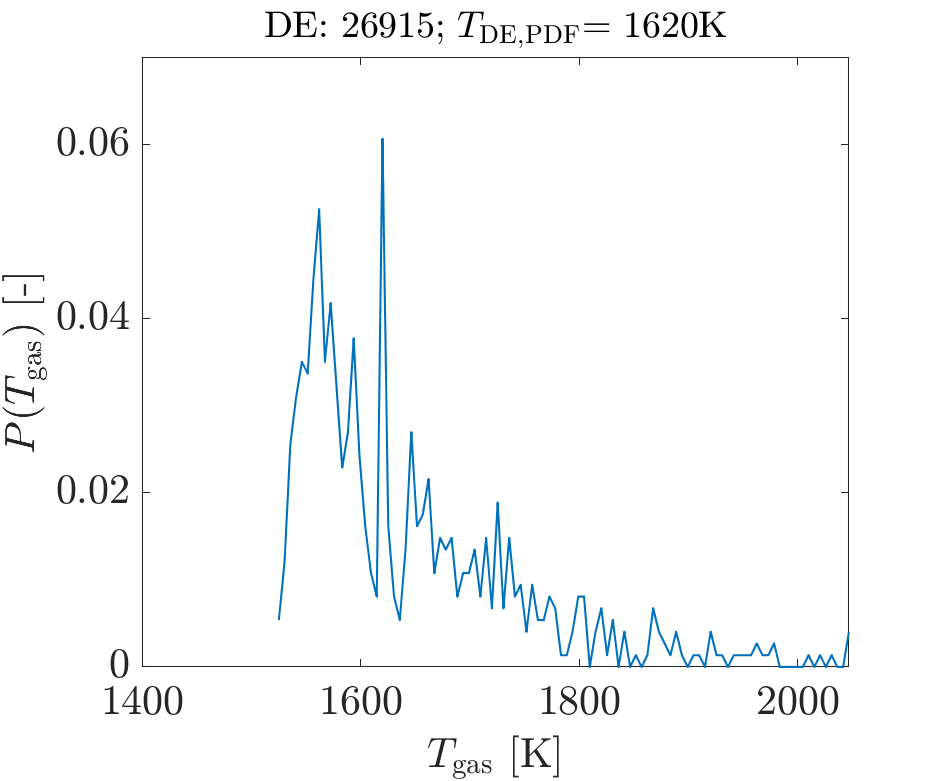 DE: 26915; T_DE,PDF= 1620K
0.06
0.04
0.02
0
P(T_gas) [-]
1400 1600 1800 2000
T_gas [K]